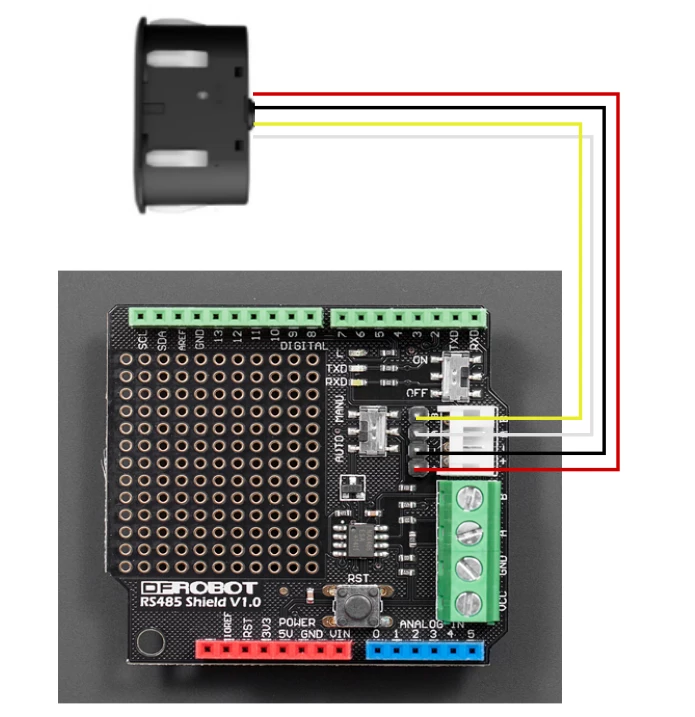 SCL SDA AREF GND 13 12 11 10 9 8 7 6 5 4 3 2 TXD RXD
DIGITAL
L
TXD
RXD
ON
OFF
AUTO MANU
+
B
A
GND
VCC
RST
DFROBOT
RS485 Shield V1.0
IOREF RST 3V3 5V GND VIN
POWER
ANALOG IN
0 1 2 3 4 5